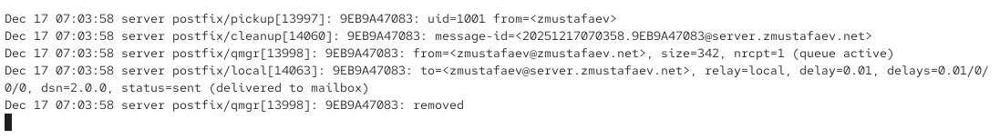 Dec 17 07:03:58 server postfix/pickup[13997]: 9EB9A47083: uid=1001 from=<zmustafaev>
Dec 17 07:03:58 server postfix/cleanup[14060]: 9EB9A47083: message-id=<20251217070358.9EB9A47083@server.zmustafaev.net>
Dec 17 07:03:58 server postfix/qmgr[13998]: 9EB9A47083: from=<zmustafaev@zmustafaev.net>, size=342, nrcpt=1 (queue active)
Dec 17 07:03:58 server postfix/local[14063]: 9EB9A47083: to=<zmustafaev@server.zmustafaev.net>, relay=local, delay=0.01, delays=0.01/0/
0/0, dsn=2.0.0, status=sent (delivered to mailbox)
Dec 17 07:03:58 server postfix/qmgr[13998]: 9EB9A47083: removed